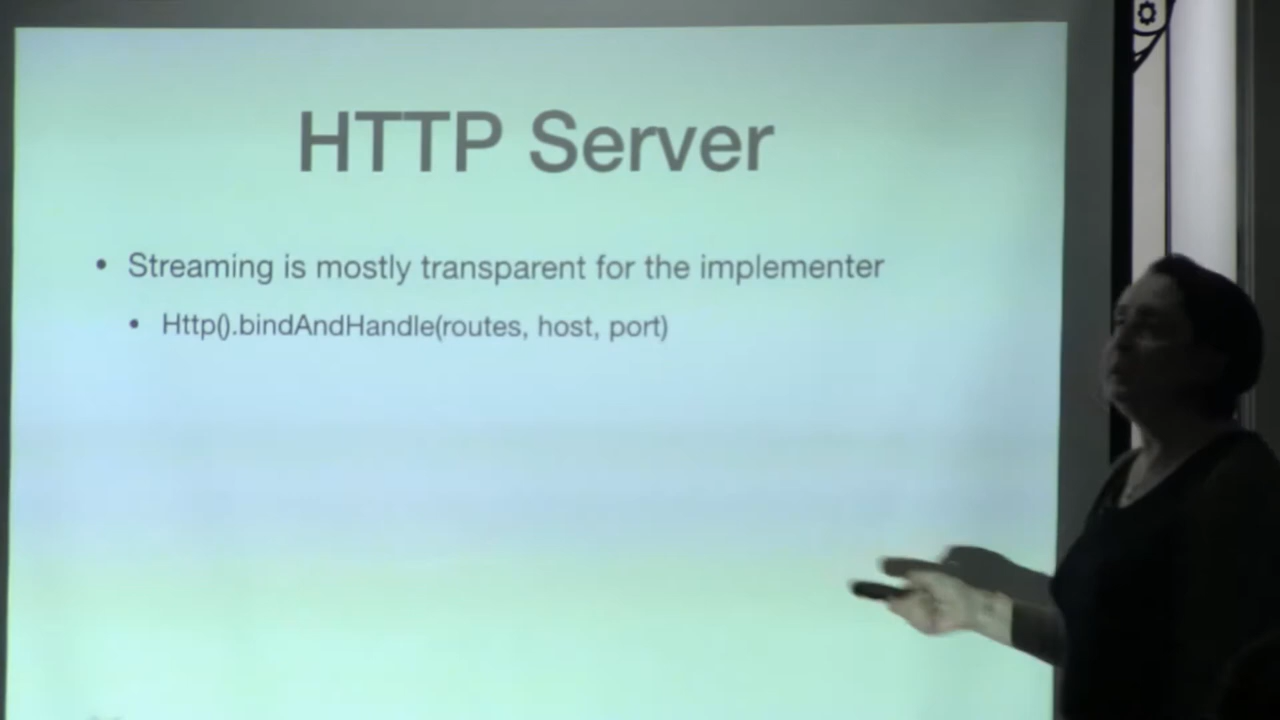 HTTP Server
• Streaming is mostly transparent for the implementer
• Http().bindAndHandle(routes, host, port)